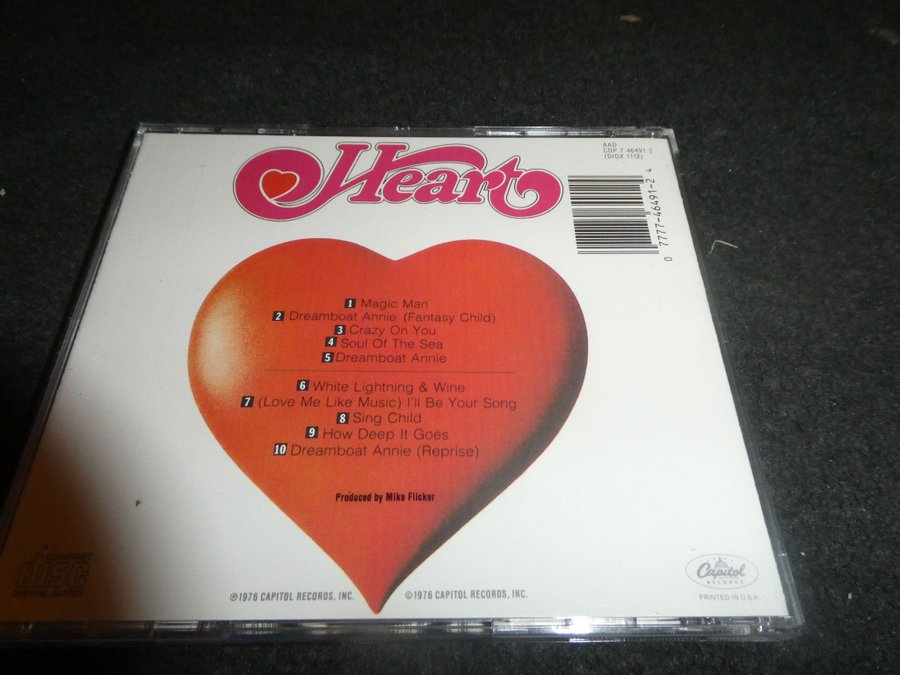 Heart
AAD
CDP 7 46491 2
(DIDX 1112)
0 7777-46491-2 4
1 Magic Man
2 Dreamboat Annie (Fantasy Child)
3 Crazy On You
4 Soul Of The Sea
5 Dreamboat Annie
6 White Lightning & Wine
7 (Love Me Like Music) I'll Be Your Song
8 Sing Child
9 How Deep It Goes
10 Dreamboat Annie (Reprise)
Produced by Mike Flicker
COMPACT
disc
DIGITAL AUDIO
℗1976 CAPITOL RECORDS, INC.
©1976 CAPITOL RECORDS, INC.
Capitol
RECORDS
PRINTED IN U.S.A.